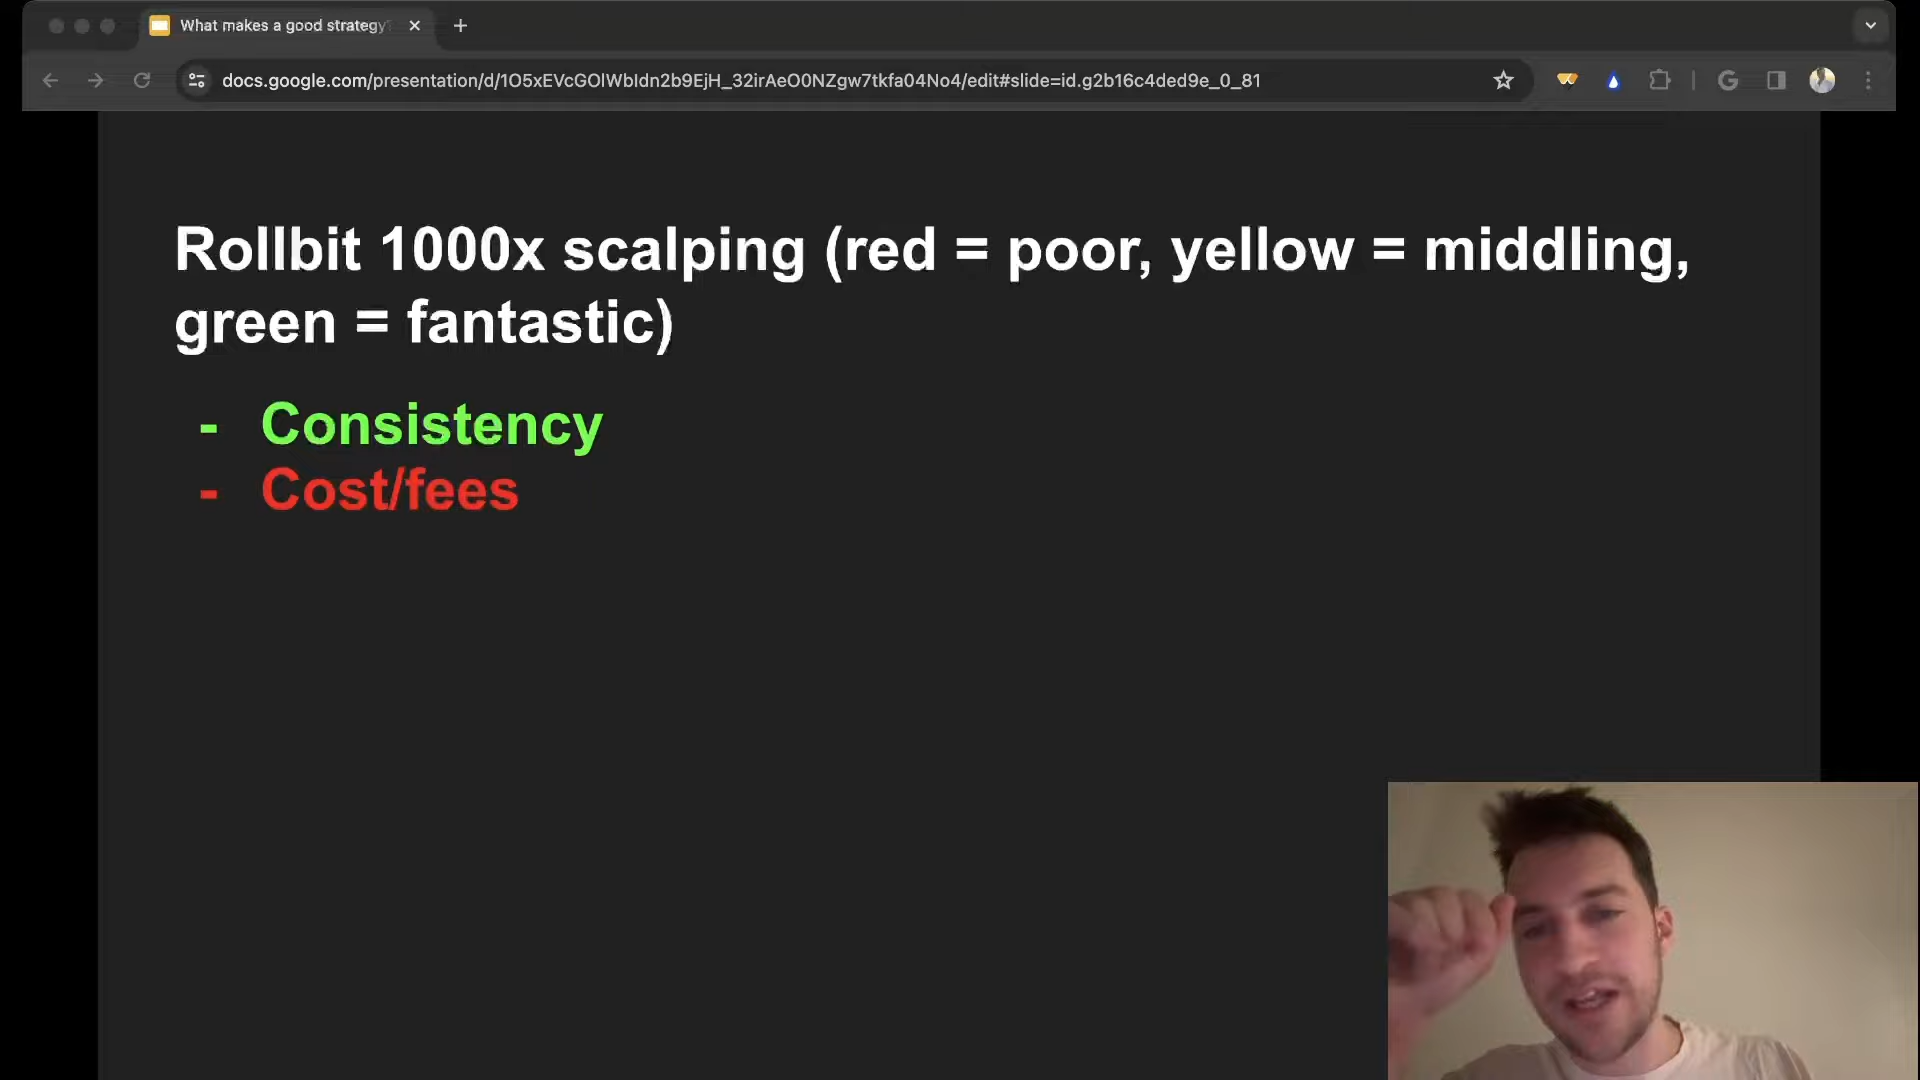 What makes a good strategy
docs.google.com/presentation/d/1O5xEVcGOlWbIdn2b9EjH_32irAeO0NZgw7tkfa04No4/edit#slide=id.g2b16c4ded9e_0_81
Rollbit 1000x scalping (red = poor, yellow = middling,
green = fantastic)
- Consistency
- Cost/fees